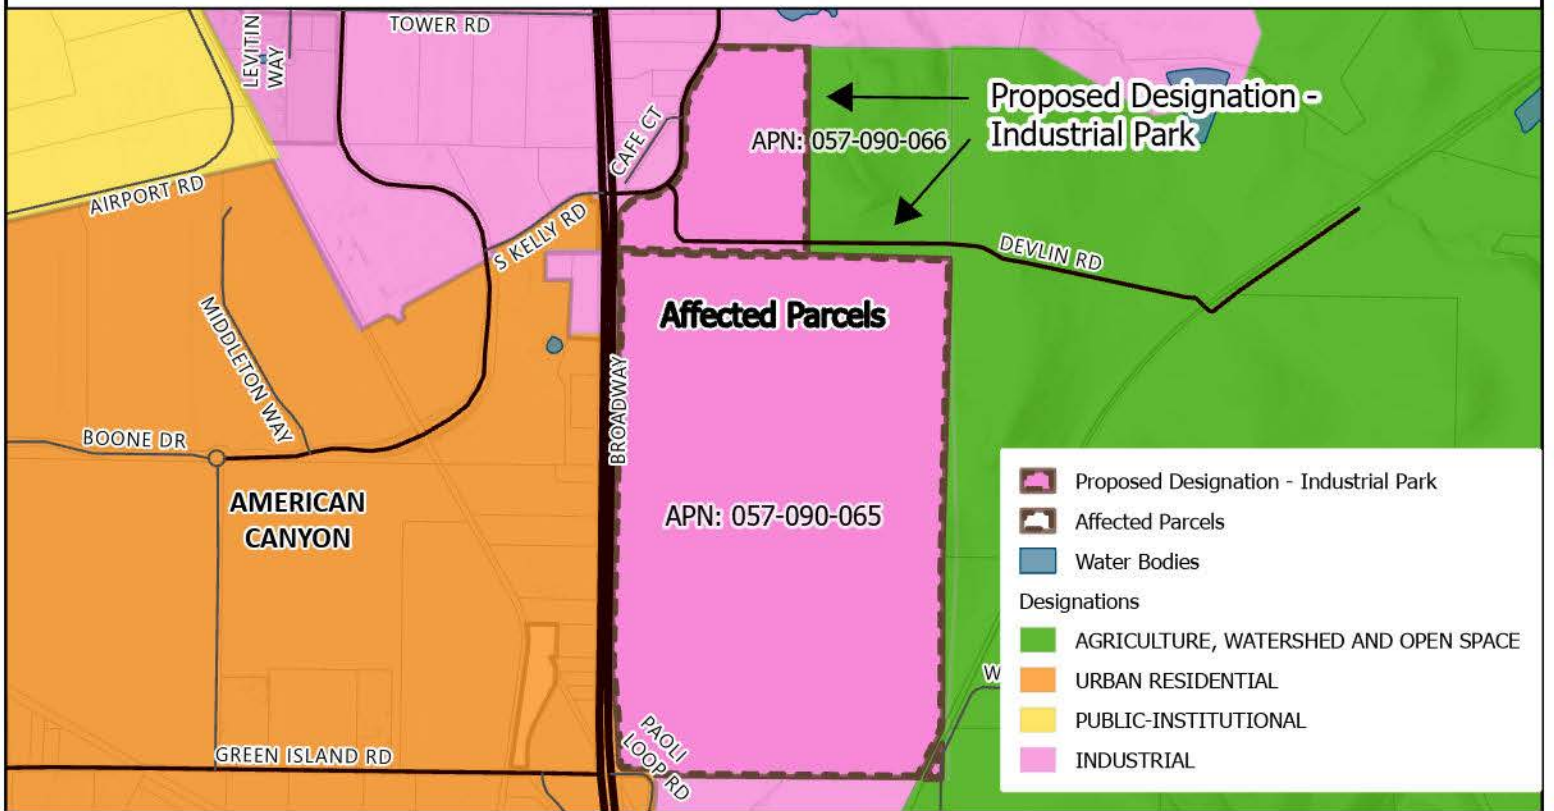 TOWER RD
LEVITIN
WAY
CAFE CT
Proposed Designation -
Industrial Park
APN: 057-090-066
AIRPORT RD
S KELLY RD
DEVLIN RD
Affected Parcels
MIDDLETON WAY
BROADWAY
BOONE DR
AMERICAN
CANYON
APN: 057-090-065
PAOLI
LOOP RD
GREEN ISLAND RD
W
Proposed Designation - Industrial Park
Affected Parcels
Water Bodies
Designations
AGRICULTURE, WATERSHED AND OPEN SPACE
URBAN RESIDENTIAL
PUBLIC-INSTITUTIONAL
INDUSTRIAL